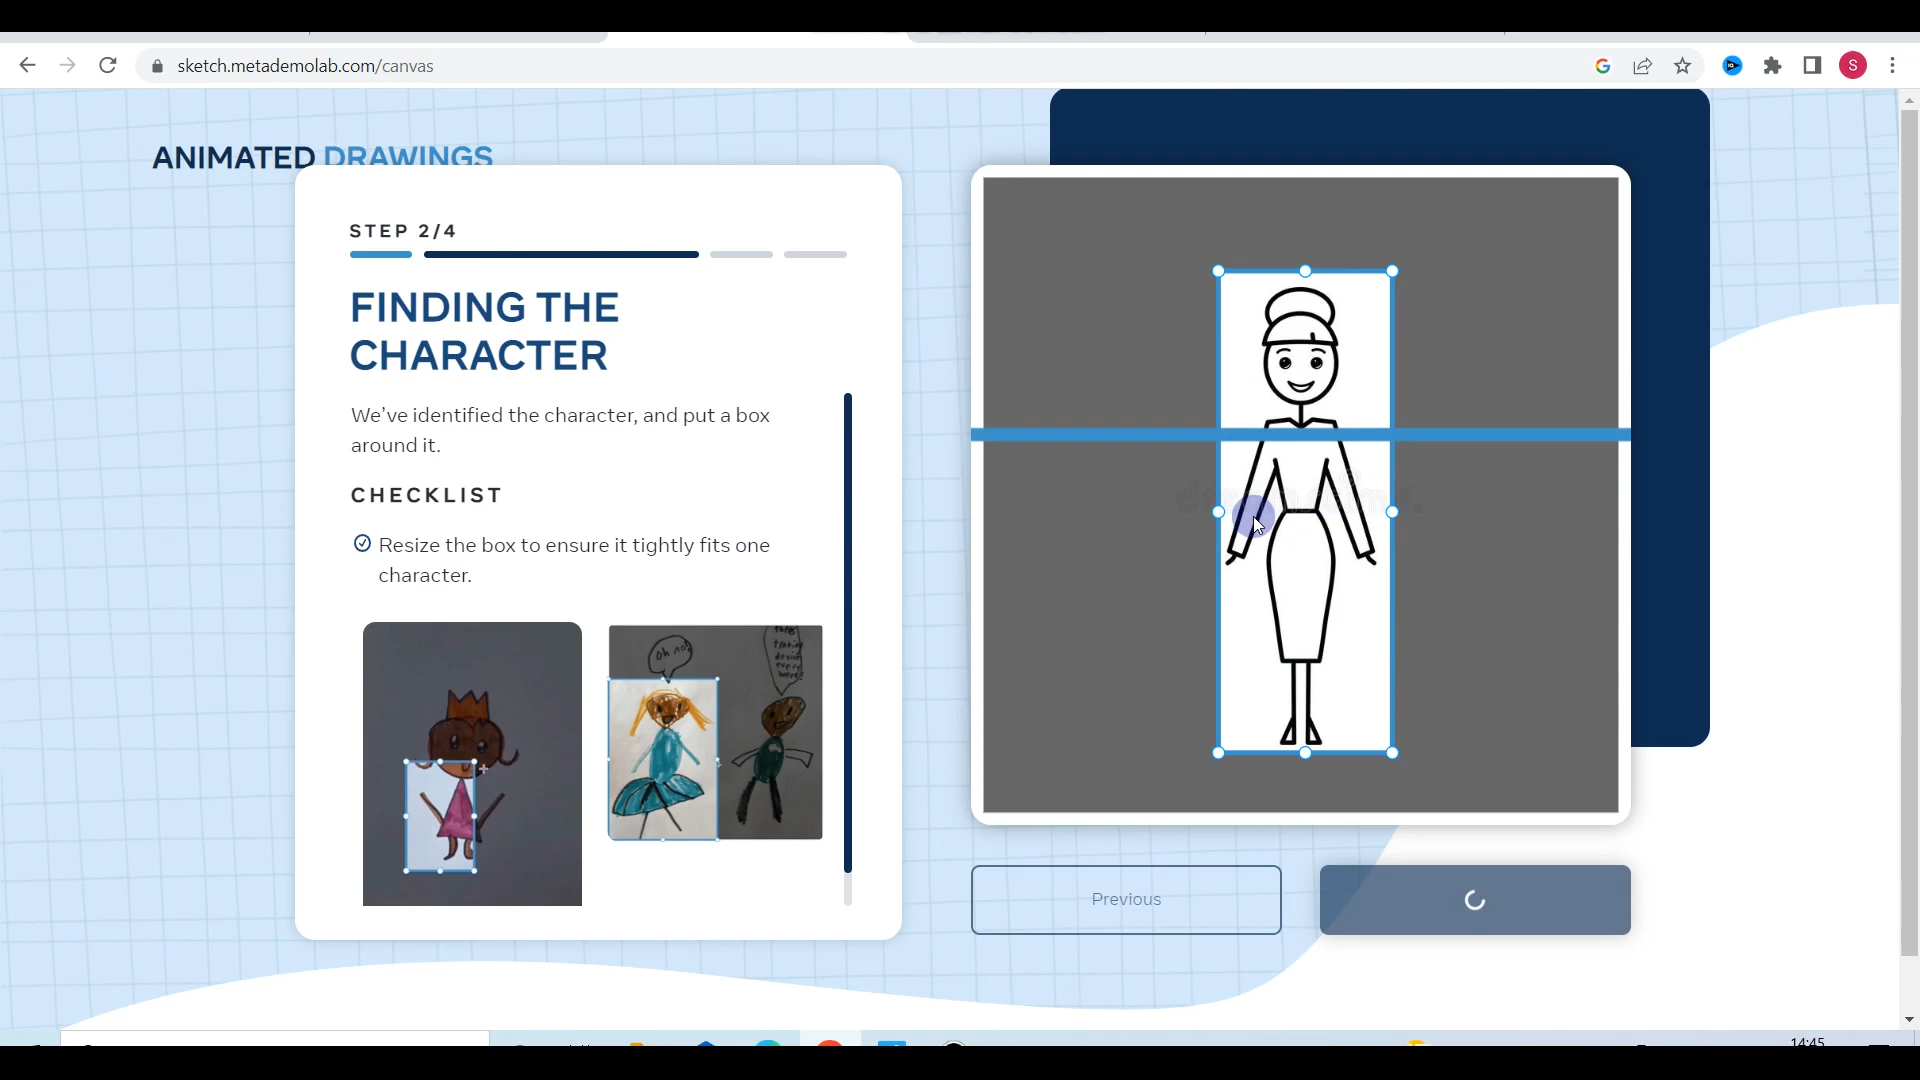 sketch.metademolab.com/canvas
S
ANIMATED DRAWINGS
STEP 2/4
FINDING THE
CHARACTER
We've identified the character, and put a box
around it.
CHECKLIST
Resize the box to ensure it tightly fits one
character.
oh no!
Previous
14:45